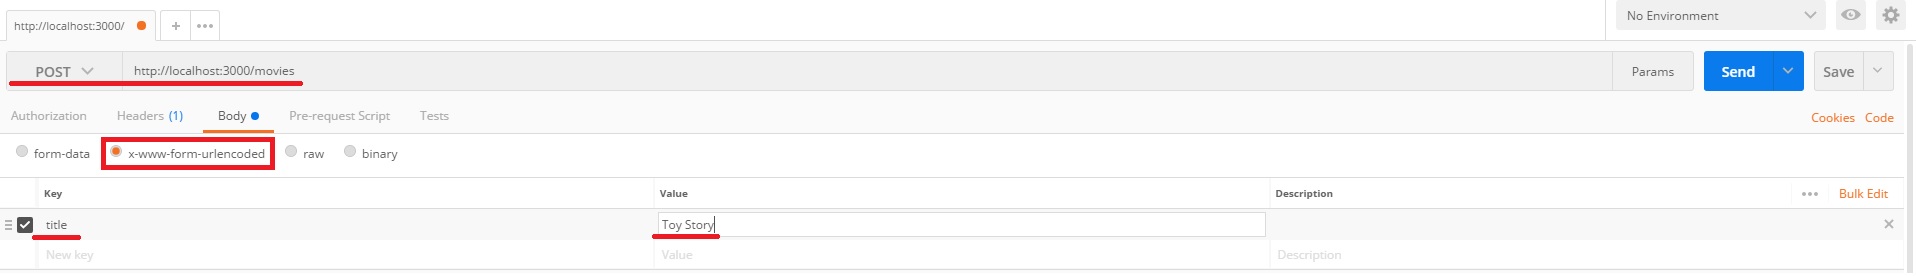 http://localhost:3000/ + ••• No Environment
POST http://localhost:3000/movies Params Send Save
Authorization Headers (1) Body Pre-request Script Tests Cookies Code
form-data x-www-form-urlencoded raw binary
Key Value Description ••• Bulk Edit
title Toy Story
New key Value Description